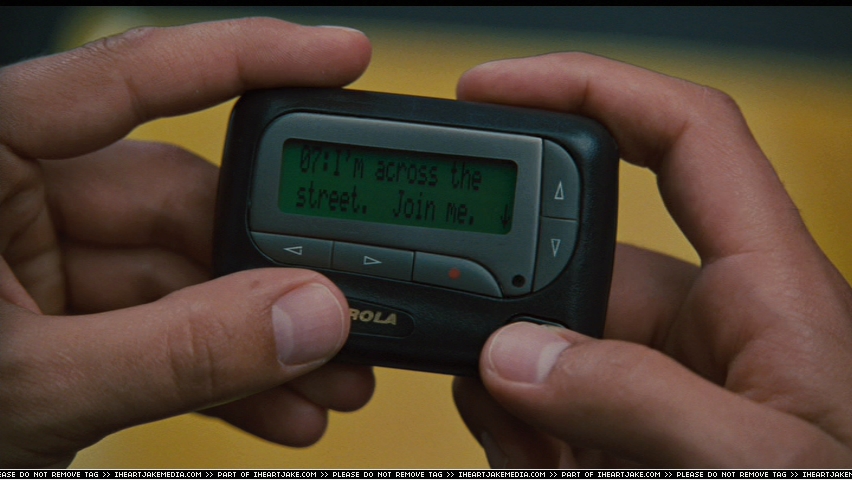 07:I'm across the
street. Join me.
ROLA
EASE DO NOT REMOVE TAG >> IHEARTJAKEMEDIA.COM >> PART OF IHEARTJAKE.COM >> PLEASE DO NOT REMOVE TAG >> IHEARTJAKEMEDIA.COM >> PART OF IHEARTJAKE.COM >> PLEASE DO NOT REMOVE TAG >> IHEARTJAKEM